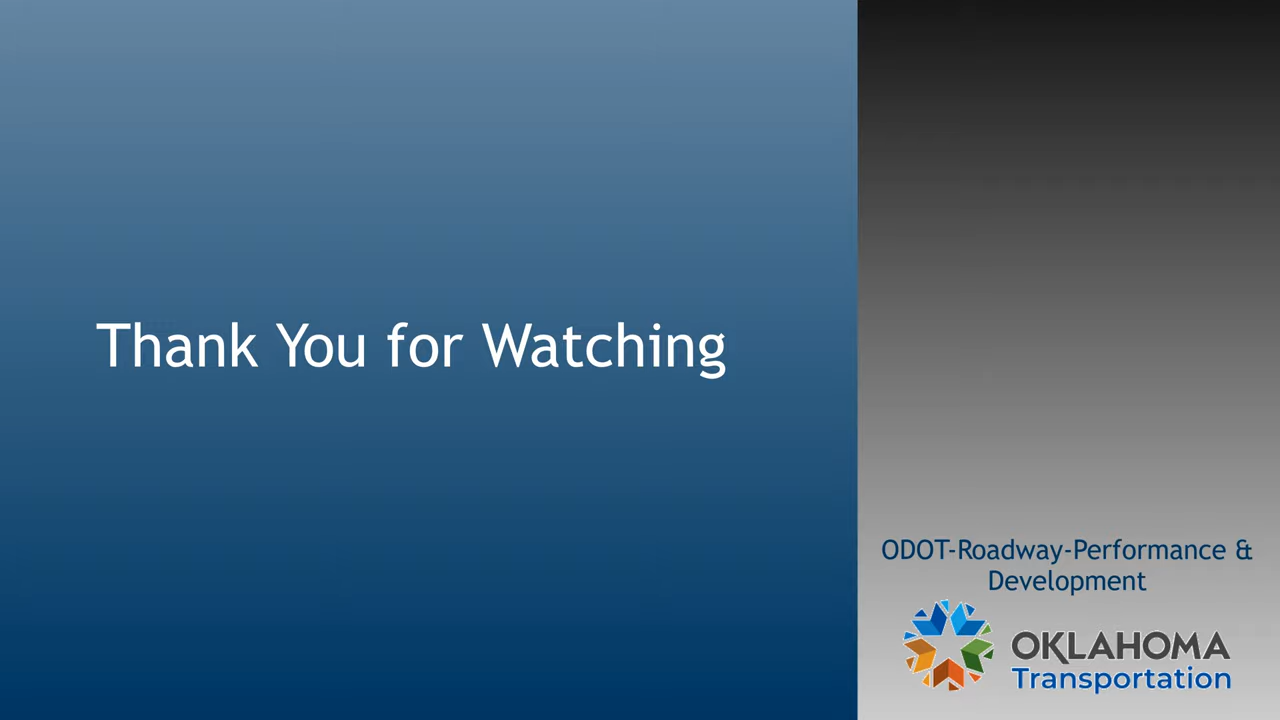 Thank You for Watching
ODOT-Roadway-Performance &
Development
OKLAHOMA
Transportation